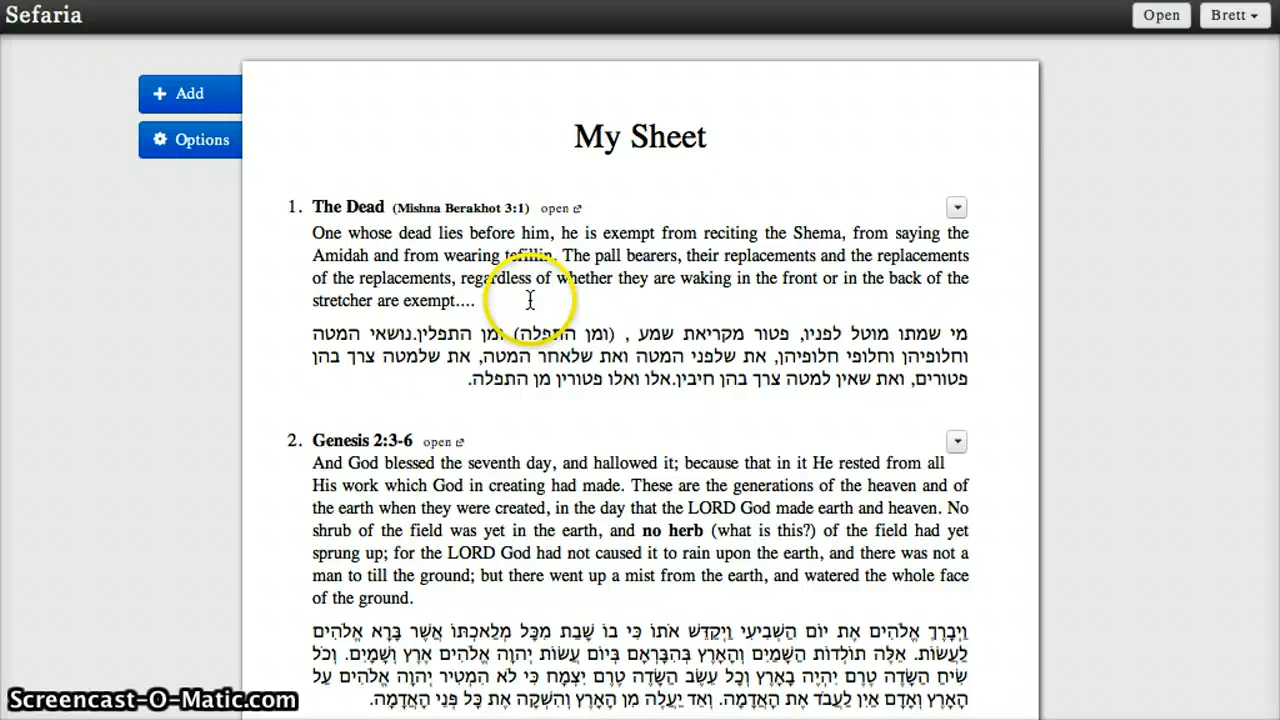 Sefaria
Open
Brett
Add
Options
My Sheet
1. The Dead (Mishna Berakhot 3:1) open
One whose dead lies before him, he is exempt from reciting the Shema, from saying the
Amidah and from wearing tefillin. The pall bearers, their replacements and the replacements
of the replacements, regardless of whether they are waking in the front or in the back of the
stretcher are exempt....
מי שמתו מוטל לפניו, פטור מקריאת שמע , (ומן התפלה) ומן התפלין.נושאי המטה
וחלופיהן וחלופי חלופיהן, את שלפני המטה ואת שלאחר המטה, את שלמטה צרך בהן
פטורים, ואת שאין למטה צרך בהן חיבין.אלו ואלו פטורין מן התפלה.
2. Genesis 2:3-6 open
And God blessed the seventh day, and hallowed it; because that in it He rested from all
His work which God in creating had made. These are the generations of the heaven and of
the earth when they were created, in the day that the LORD God made earth and heaven. No
shrub of the field was yet in the earth, and no herb (what is this?) of the field had yet
sprung up; for the LORD God had not caused it to rain upon the earth, and there was not a
man to till the ground; but there went up a mist from the earth, and watered the whole face
of the ground.
וַיְבָרֶךְ אֱלֹהִים אֶת יוֹם הַשְּׁבִיעִי וַיְקַדֵּשׁ אֹתוֹ כִּי בוֹ שָׁבַת מִכָּל מְלַאכְתּוֹ אֲשֶׁר בָּרָא אֱלֹהִים
לַעֲשׂוֹת. אֵלֶּה תוֹלְדוֹת הַשָּׁמַיִם וְהָאָרֶץ בְּהִבָּרְאָם בְּיוֹם עֲשׂוֹת יְהוָה אֱלֹהִים אֶרֶץ וְשָׁמָיִם. וְכֹל
שִׂיחַ הַשָּׂדֶה טֶרֶם יִהְיֶה בָאָרֶץ וְכָל עֵשֶׂב הַשָּׂדֶה טֶרֶם יִצְמָח כִּי לֹא הִמְטִיר יְהוָה אֱלֹהִים עַל
הָאָרֶץ וְאָדָם אַיִן לַעֲבֹד אֶת הָאֲדָמָה. וְאֵד יַעֲלֶה מִן הָאָרֶץ וְהִשְׁקָה אֶת כָּל פְּנֵי הָאֲדָמָה.
Screencast-O-Matic.com